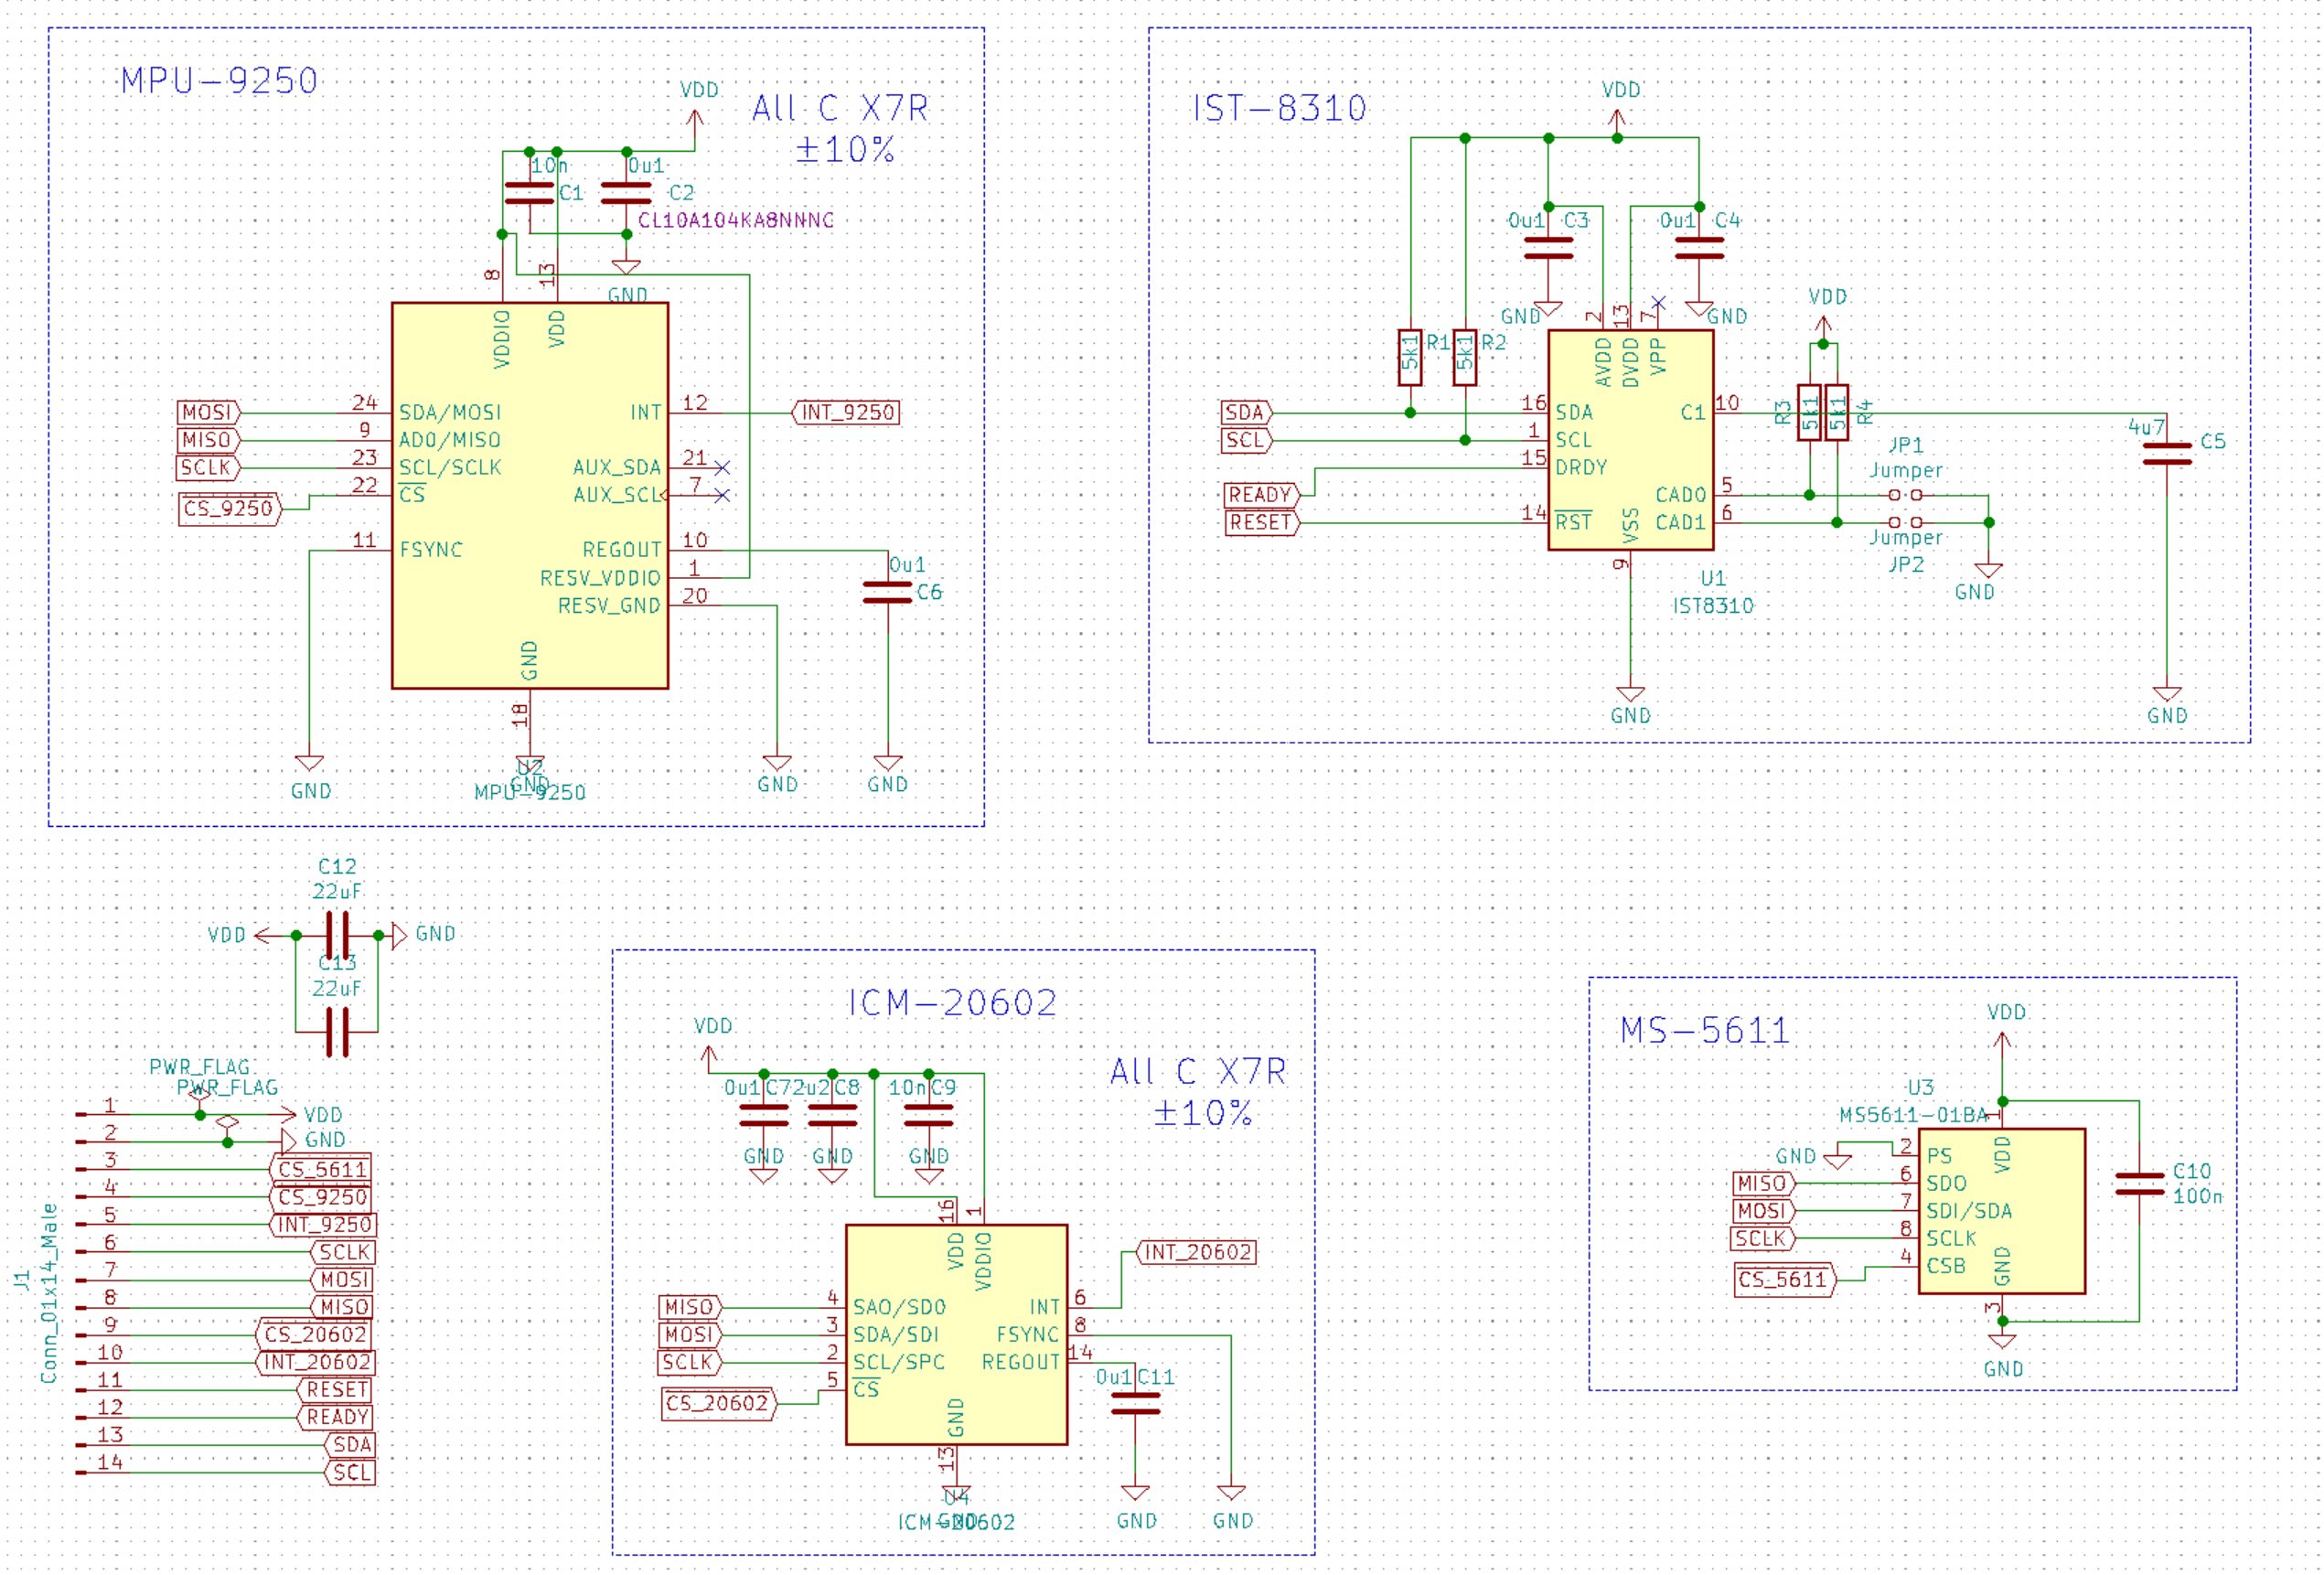 MPU-9250
VDD
All C X7R
±10%
10n
C1
0u1
C2
CL10A104KA8NNNC
GND
8
13
VDDIO
VDD
MOSI
24
SDA/MOSI
MISO
9
AD0/MISO
SCLK
23
SCL/SCLK
CS_9250
22
CS
11
FSYNC
INT
12
INT_9250
AUX_SDA
21
AUX_SCL
7
REGOUT
10
RESV_VDDIO
1
RESV_GND
20
0u1
C6
GND
18
GND
U2
GND
MPU-9250
GND
GND
IST-8310
VDD
0u1
C3
0u1
C4
GND
GND
5k1
R1
5k1
R2
2
13
7
AVDD
DVDD
VPP
SDA
16
SDA
SCL
1
SCL
READY
15
DRDY
RESET
14
RST
VSS
9
C1
10
CAD0
5
CAD1
6
U1
IST8310
GND
VDD
R3
5k1
5k1
R4
JP1
Jumper
Jumper
JP2
GND
4u7
C5
GND
C12
22uF
VDD
GND
C13
22uF
PWR_FLAG
PWR_FLAG
1
VDD
2
GND
3
CS_5611
4
CS_9250
5
INT_9250
6
SCLK
7
MOSI
8
MISO
9
CS_20602
10
INT_20602
11
RESET
12
READY
13
SDA
14
SCL
J1
Conn_01x14_Male
ICM-20602
VDD
All C X7R
±10%
0u1
C7
2u2
C8
10n
C9
GND
GND
GND
16
1
VDD
VDDIO
MISO
4
SAO/SD0
MOSI
3
SDA/SDI
SCLK
2
SCL/SPC
CS_20602
5
CS
GND
13
INT
6
INT_20602
FSYNC
8
REGOUT
14
0u1
C11
U4
GND
ICM-20602
GND
GND
MS-5611
VDD
U3
MS5611-01BA
1
VDD
GND
2
PS
MISO
6
SDO
MOSI
7
SDI/SDA
SCLK
8
SCLK
CS_5611
4
CSB
GND
3
C10
100n
GND